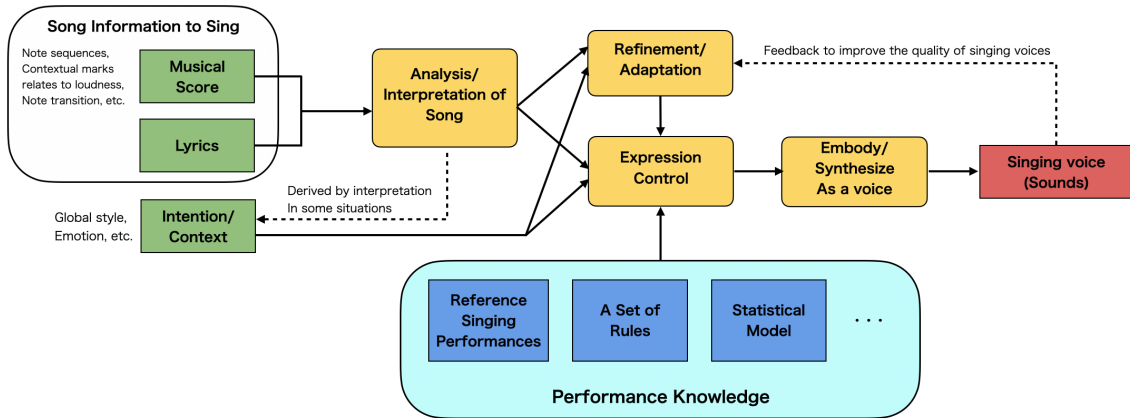 Song Information to Sing
Note sequences,
Contextual marks
relates to loudness,
Note transition, etc.
Musical
Score
Lyrics
Global style,
Emotion, etc.
Intention/
Context
Derived by interpretation
In some situations
Analysis/
Interpretation of
Song
Refinement/
Adaptation
Feedback to improve the quality of singing voices
Expression
Control
Embody/
Synthesize
As a voice
Singing voice
(Sounds)
Reference
Singing
Performances
A Set of
Rules
Statistical
Model
· · ·
Performance Knowledge